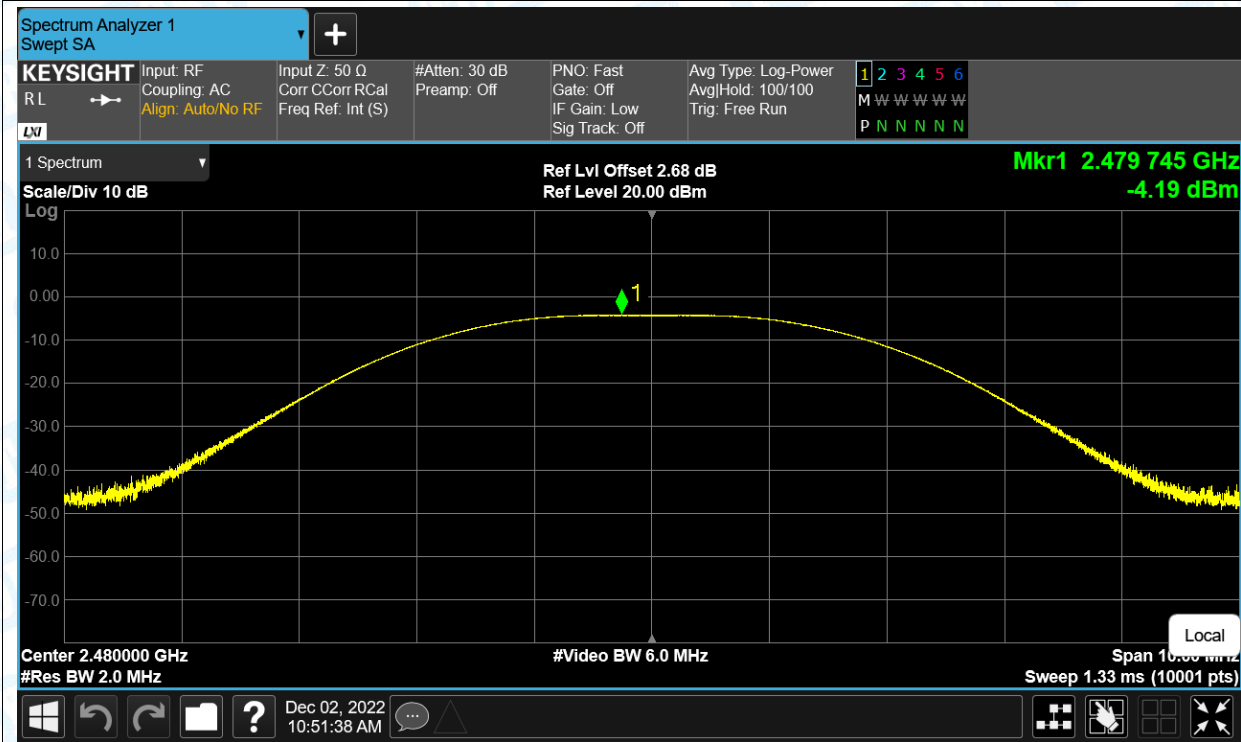 Spectrum Analyzer 1
Swept SA
+
KEYSIGHT
R L
LXI
Input: RF
Coupling: AC
Align: Auto/No RF
Input Z: 50 Ω
Corr CCorr RCal
Freq Ref: Int (S)
#Atten: 30 dB
Preamp: Off
PNO: Fast
Gate: Off
IF Gain: Low
Sig Track: Off
Avg Type: Log-Power
Avg|Hold: 100/100
Trig: Free Run
1 2 3 4 5 6
M W W W W W
P N N N N N
1 Spectrum
Scale/Div 10 dB
Log
Ref Lvl Offset 2.68 dB
Ref Level 20.00 dBm
Mkr1 2.479 745 GHz
-4.19 dBm
10.0
0.00
-10.0
-20.0
-30.0
-40.0
-50.0
-60.0
-70.0
1
Local
Center 2.480000 GHz
#Video BW 6.0 MHz
Span
#Res BW 2.0 MHz
Sweep 1.33 ms (10001 pts)
?
Dec 02, 2022
10:51:38 AM